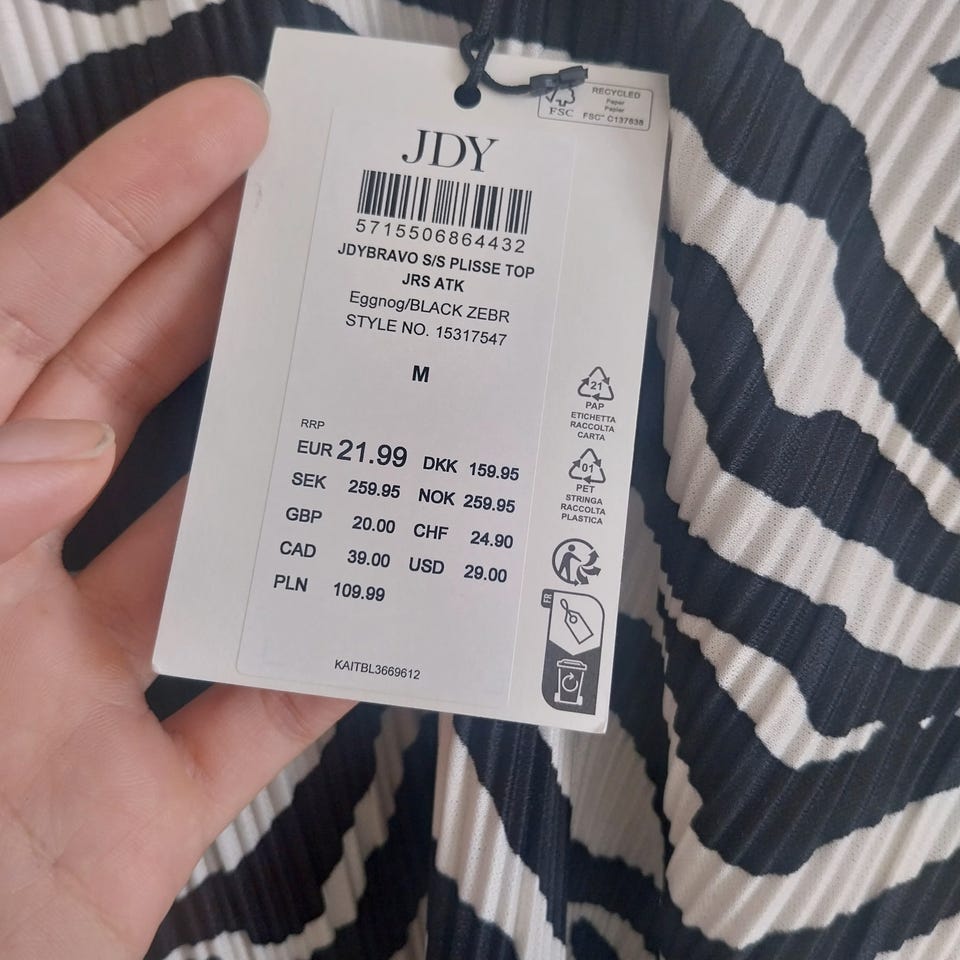 RECYCLED
Paper
Papier
FSC™ C137638
FSC
JDY
5715506864432
JDYBRAVO S/S PLISSE TOP
JRS ATK
Eggnog/BLACK ZEBR
STYLE NO. 15317547
M
RRP
EUR 21.99 DKK 159.95
SEK 259.95 NOK 259.95
GBP 20.00 CHF 24.90
CAD 39.00 USD 29.00
PLN 109.99
KAITBL3669612
21
PAP
ETICHETTA
RACCOLTA
CARTA
01
PET
STRINGA
RACCOLTA
PLASTICA
FR